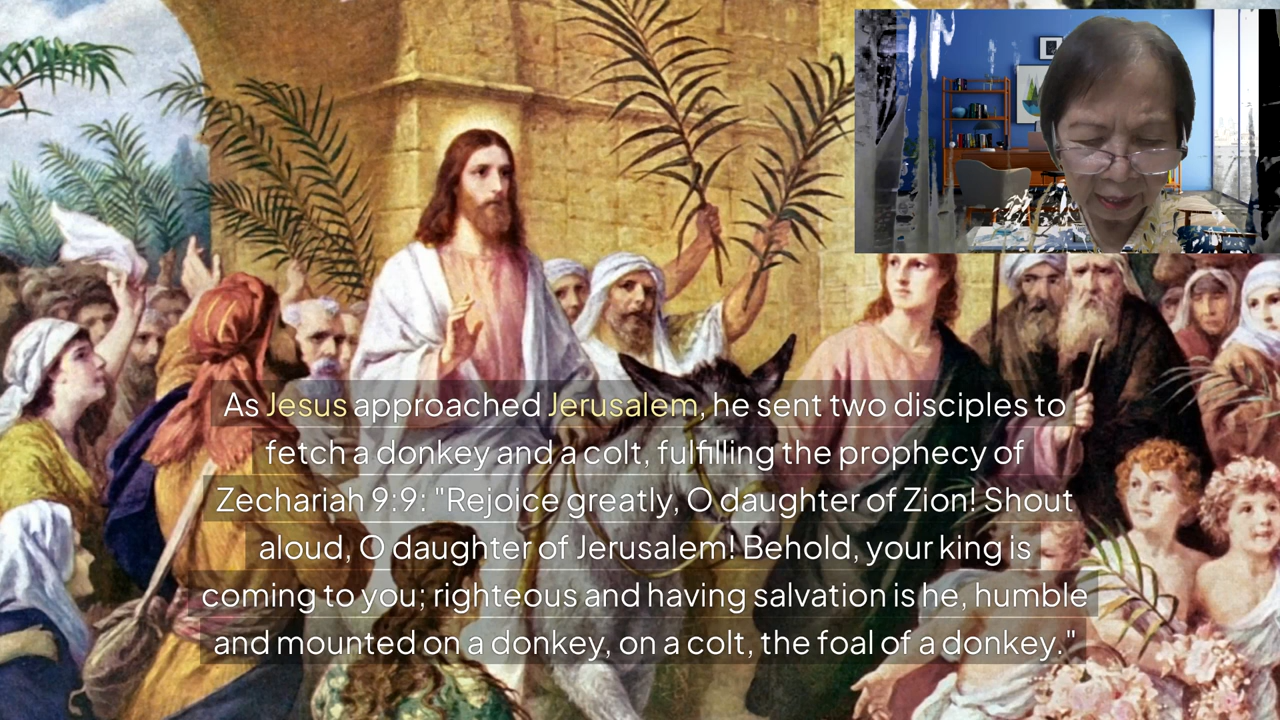 As Jesus approached Jerusalem, he sent two disciples to
fetch a donkey and a colt, fulfilling the prophecy of
Zechariah 9:9: "Rejoice greatly, O daughter of Zion! Shout
aloud, O daughter of Jerusalem! Behold, your king is
coming to you; righteous and having salvation is he, humble
and mounted on a donkey, on a colt, the foal of a donkey."